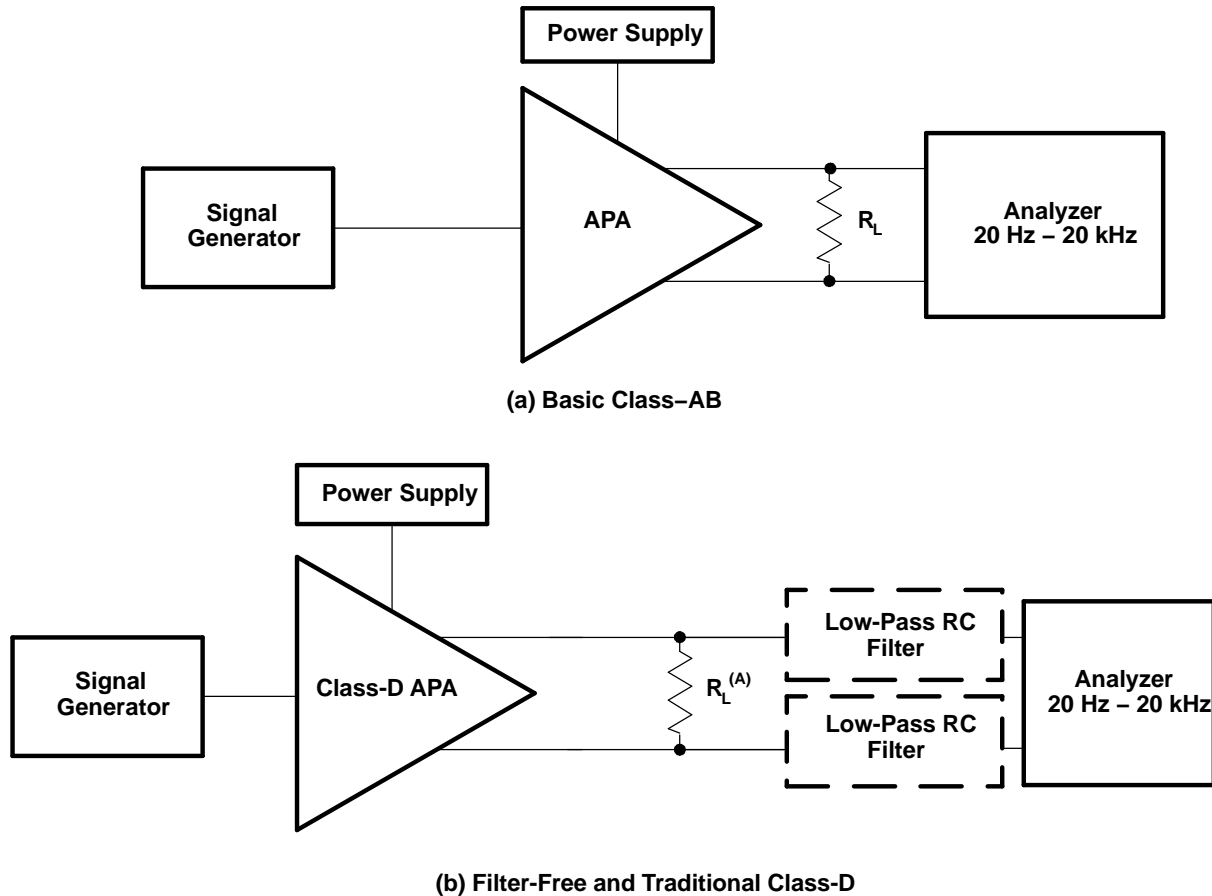 Power Supply
Signal
Generator
APA
R_L
Analyzer
20 Hz – 20 kHz
(a) Basic Class–AB
Power Supply
Signal
Generator
Class-D APA
R_L^(A)
Low-Pass RC
Filter
Low-Pass RC
Filter
Analyzer
20 Hz – 20 kHz
(b) Filter-Free and Traditional Class-D